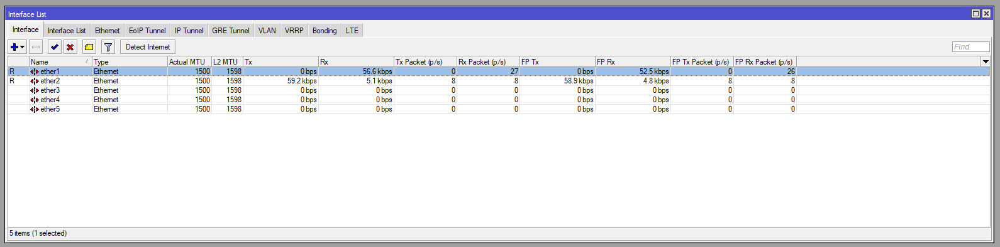 Interface List
Interface Interface List Ethernet EoIP Tunnel IP Tunnel GRE Tunnel VLAN VRRP Bonding LTE
Detect Internet Find
Name Type Actual MTU L2 MTU Tx Rx Tx Packet (p/s) Rx Packet (p/s) FP Tx FP Rx FP Tx Packet (p/s) FP Rx Packet (p/s)
R ether1 Ethernet 1500 1598 0 bps 56.6 kbps 0 27 0 bps 52.5 kbps 0 26
R ether2 Ethernet 1500 1598 59.2 kbps 5.1 kbps 8 8 58.9 kbps 4.8 kbps 8 8
ether3 Ethernet 1500 1598 0 bps 0 bps 0 0 0 bps 0 bps 0 0
ether4 Ethernet 1500 1598 0 bps 0 bps 0 0 0 bps 0 bps 0 0
ether5 Ethernet 1500 1598 0 bps 0 bps 0 0 0 bps 0 bps 0 0
5 items (1 selected)